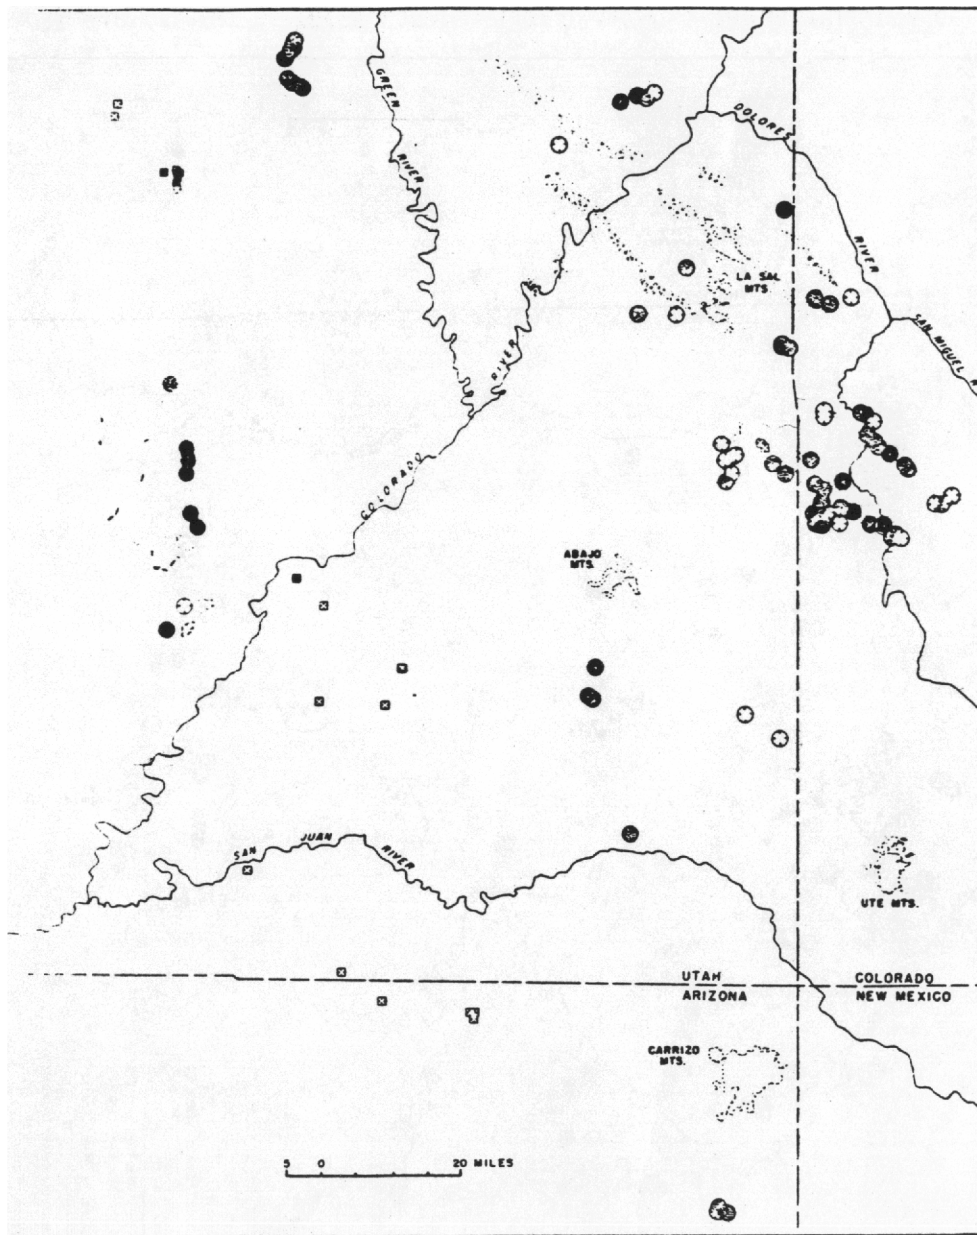 GREEN
RIVER
DOLORES
RIVER
LA SAL
MTS.
SAN MIGUEL
COLORADO
RIVER
ABAJO
MTS.
SAN JUAN RIVER
UTE MTS.
UTAH
ARIZONA
COLORADO
NEW MEXICO
CARRIZO
MTS.
5 0 20 MILES